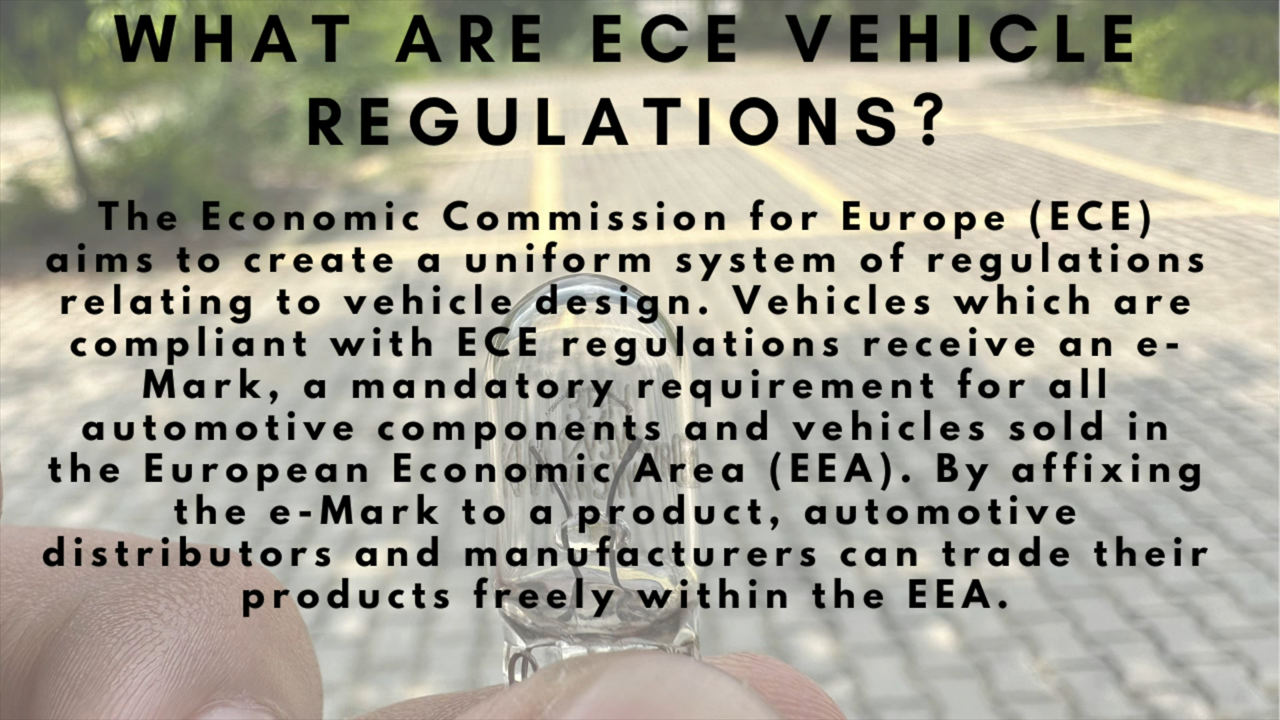 WHAT ARE ECE VEHICLE
REGULATIONS?
The Economic Commission for Europe (ECE)
aims to create a uniform system of regulations
relating to vehicle design. Vehicles which are
compliant with ECE regulations receive an e-
Mark, a mandatory requirement for all
automotive components and vehicles sold in
the European Economic Area (EEA). By affixing
the e-Mark to a product, automotive
distributors and manufacturers can trade their
products freely within the EEA.